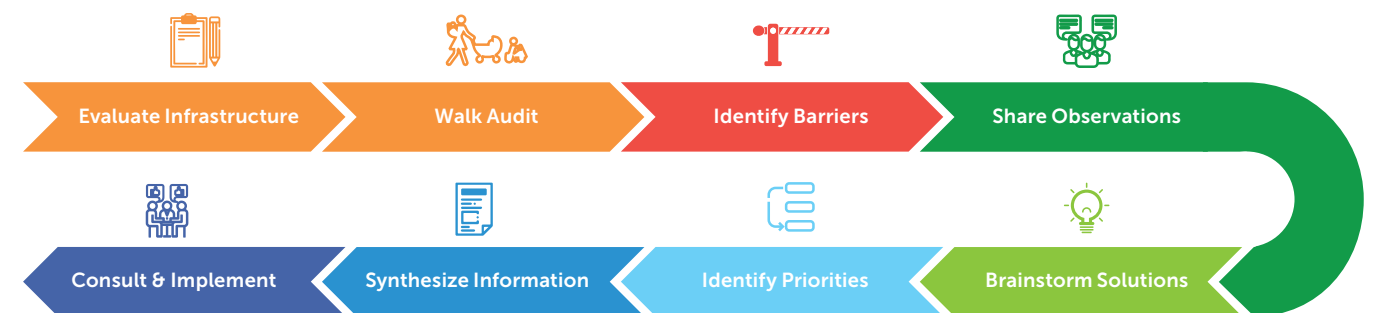 Evaluate Infrastructure
Walk Audit
Identify Barriers
Share Observations
Brainstorm Solutions
Identify Priorities
Synthesize Information
Consult & Implement